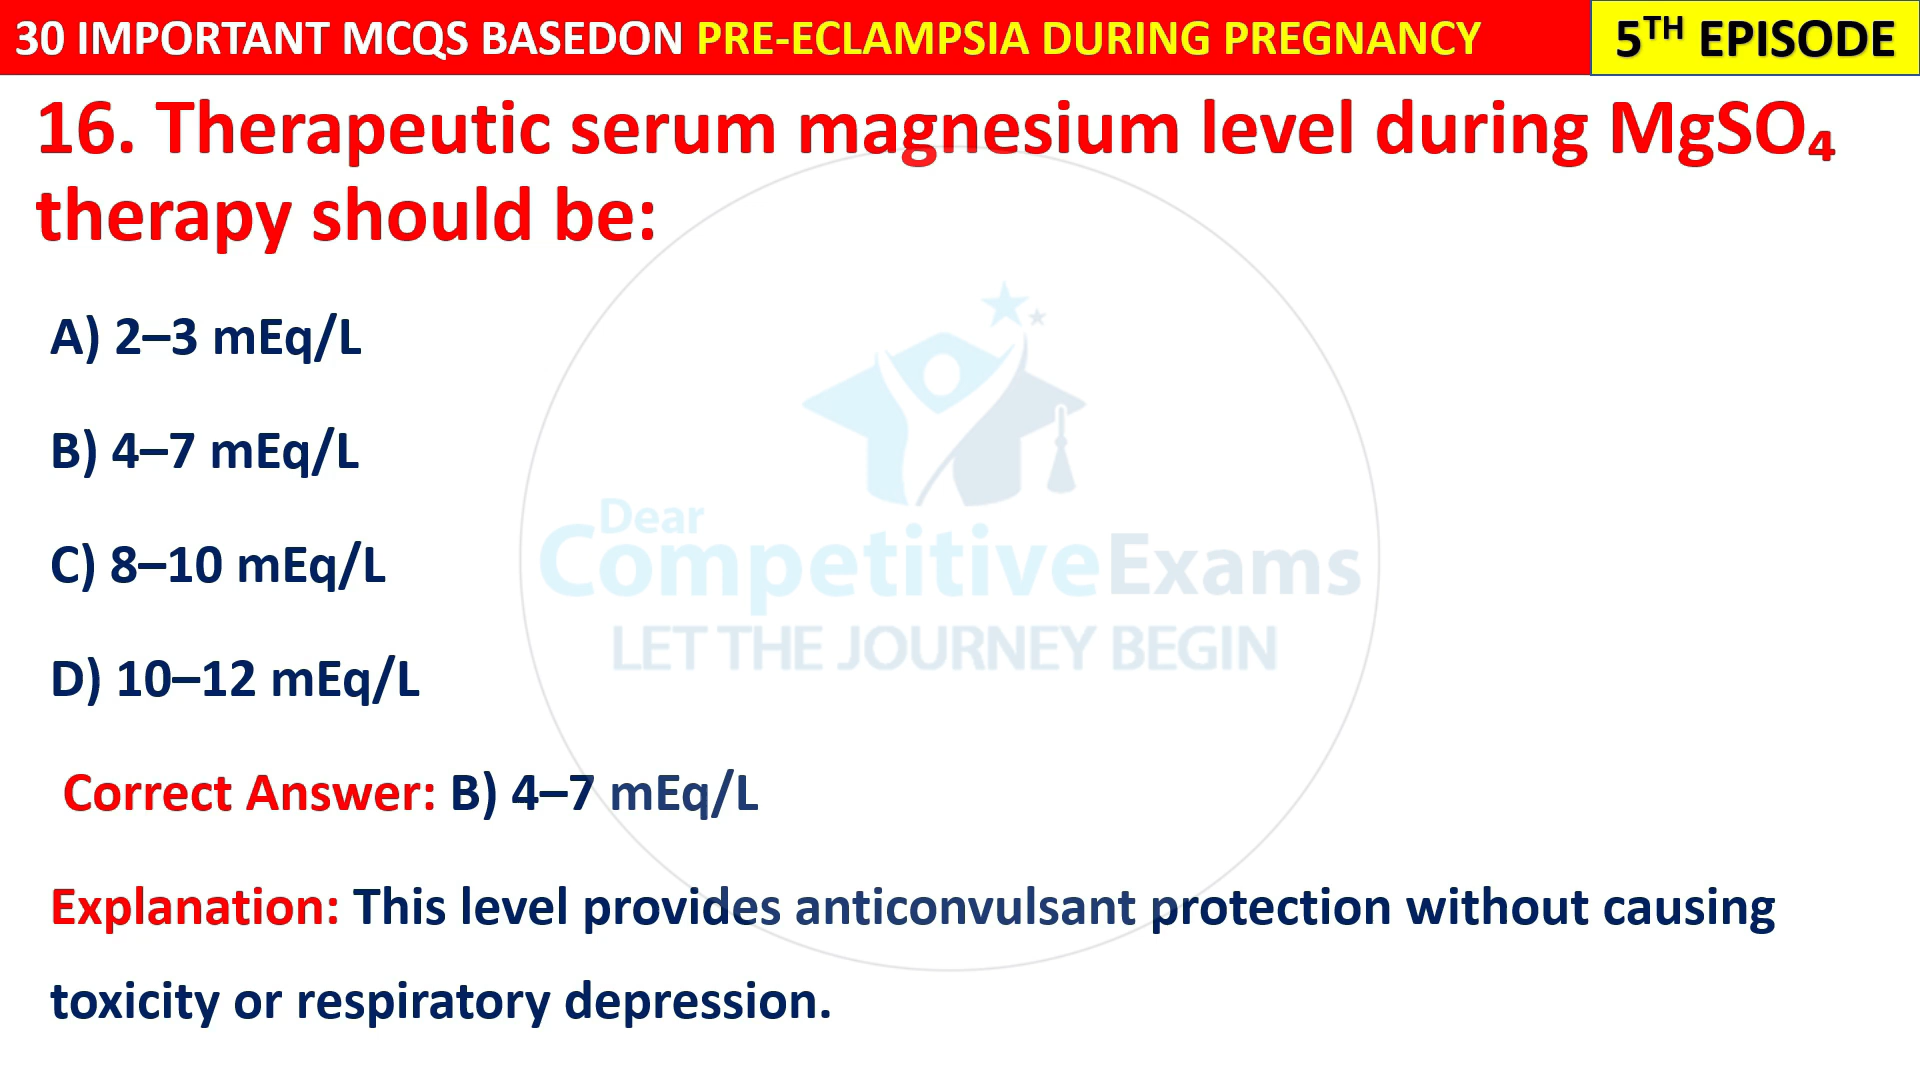 30 IMPORTANT MCQS BASEDON PRE-ECLAMPSIA DURING PREGNANCY
5TH EPISODE
16. Therapeutic serum magnesium level during MgSO₄
therapy should be:
A) 2–3 mEq/L
B) 4–7 mEq/L
C) 8–10 mEq/L
D) 10–12 mEq/L
Dear
CompetitiveExams
LET THE JOURNEY BEGIN
Correct Answer: B) 4–7 mEq/L
Explanation: This level provides anticonvulsant protection without causing
toxicity or respiratory depression.